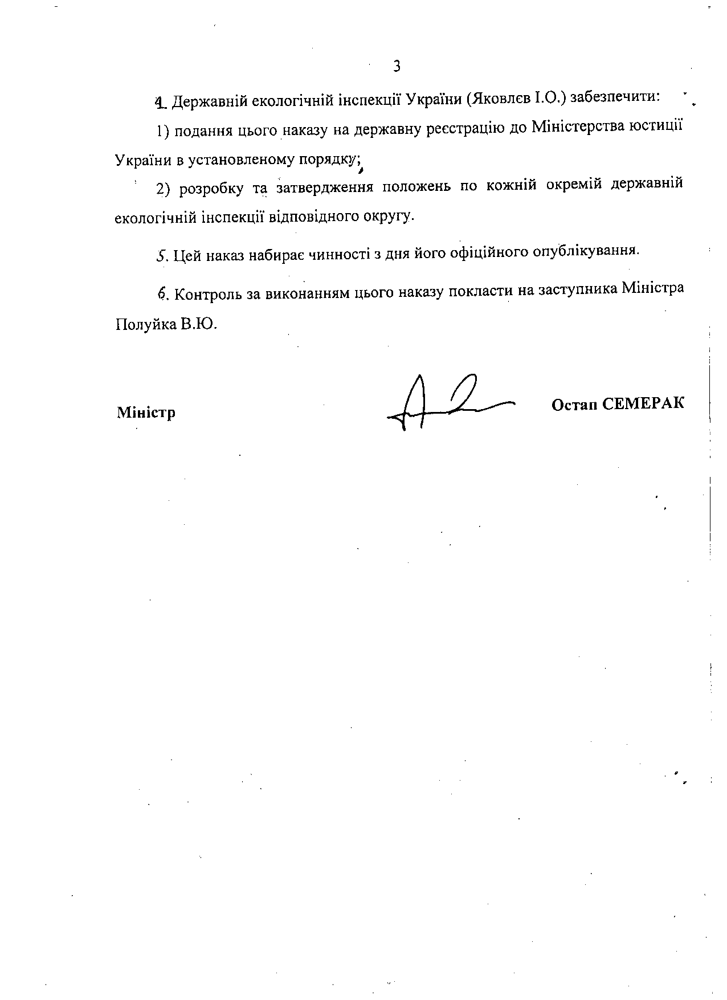 3
4. Державній екологічній інспекції України (Яковлєв І.О.) забезпечити:
1) подання цього наказу на державну реєстрацію до Міністерства юстиції
України в установленому порядку;
2) розробку та затвердження положень по кожній окремій державній
екологічній інспекції відповідного округу.
5. Цей наказ набирає чинності з дня його офіційного опублікування.
6. Контроль за виконанням цього наказу покласти на заступника Міністра
Полуйка В.Ю.
Міністр
Остап СЕМЕРАК